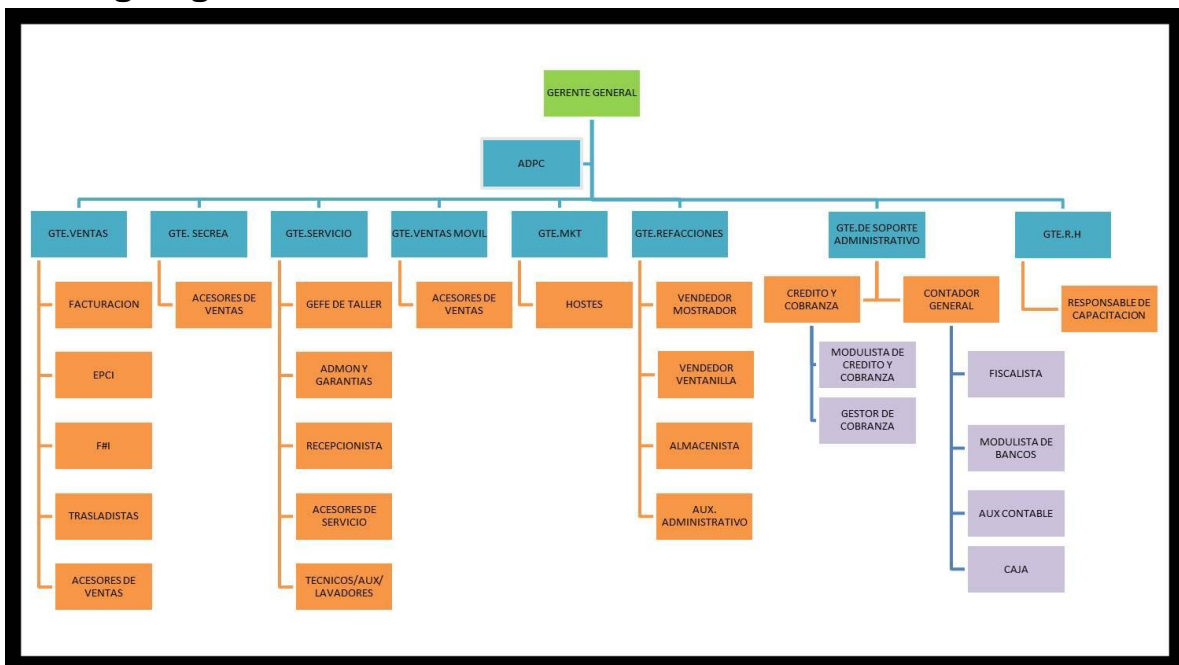 GERENTE GENERAL
ADPC
GTE.VENTAS
GTE. SECREA
GTE.SERVICIO
GTE.VENTAS MOVIL
GTE.MKT
GTE.REFACCIONES
GTE.DE SOPORTE
ADMINISTRATIVO
GTE.R.H
FACTURACION
EPCI
F#I
TRASLADISTAS
ACESORES DE
VENTAS
ACESORES DE
VENTAS
GEFE DE TALLER
ADMON Y
GARANTIAS
RECEPCIONISTA
ACESORES DE
SERVICIO
TECNICOS/AUX/
LAVADORES
ACESORES DE
VENTAS
HOSTES
VENDEDOR
MOSTRADOR
VENDEDOR
VENTANILLA
ALMACENISTA
AUX.
ADMINISTRATIVO
CREDITO Y
COBRANZA
MODULISTA DE
CREDITO Y
COBRANZA
GESTOR DE
COBRANZA
CONTADOR
GENERAL
FISCALISTA
MODULISTA DE
BANCOS
AUX CONTABLE
CAJA
RESPONSABLE DE
CAPACITACION